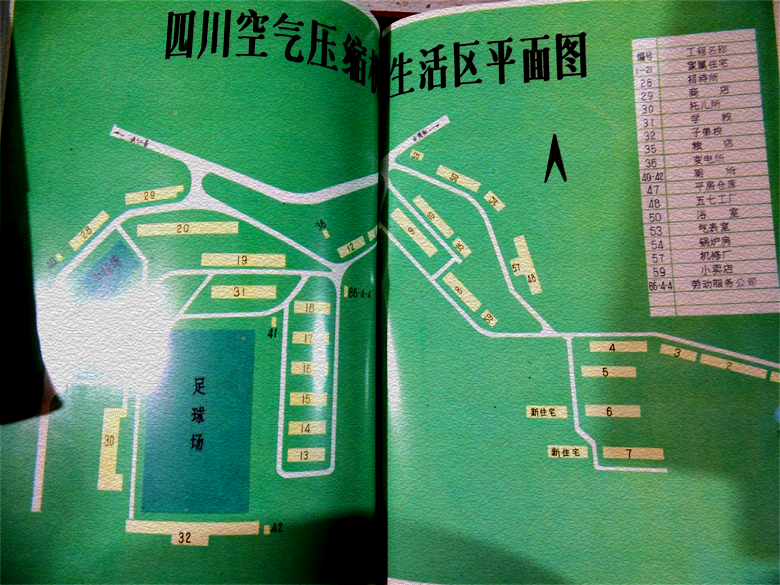 四川空气压缩机生活区平面图
编号 工程名称
1-21 家属住宅
28 招待所
29 商 店
30 托儿所
31 学 校
32 子弟校
35 粮 店
36 变电所
40-42 厕 所
47 平房仓库
48 五七工厂
50 浴 室
53 气表室
54 锅炉房
57 机修厂
59 小卖店
86-4-4 劳动服务公司
29
28
20
19
31
36
12
86-4-4
18
17
16
15
14
13
41
足球场
30
32
42
51
50
54
10
9
8
57
48
4
3
2
5
新住宅 6
新住宅 7